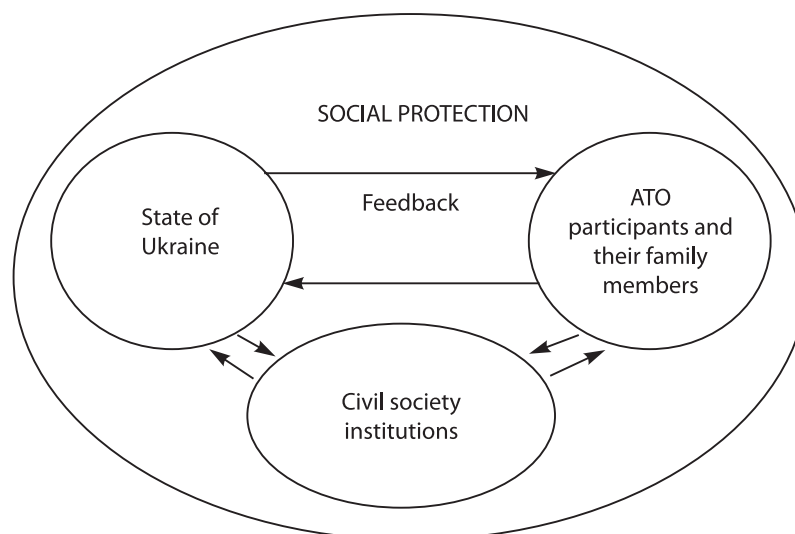 SOCIAL PROTECTION
State of
Ukraine
Feedback
ATO
participants and
their family
members
Civil society
institutions